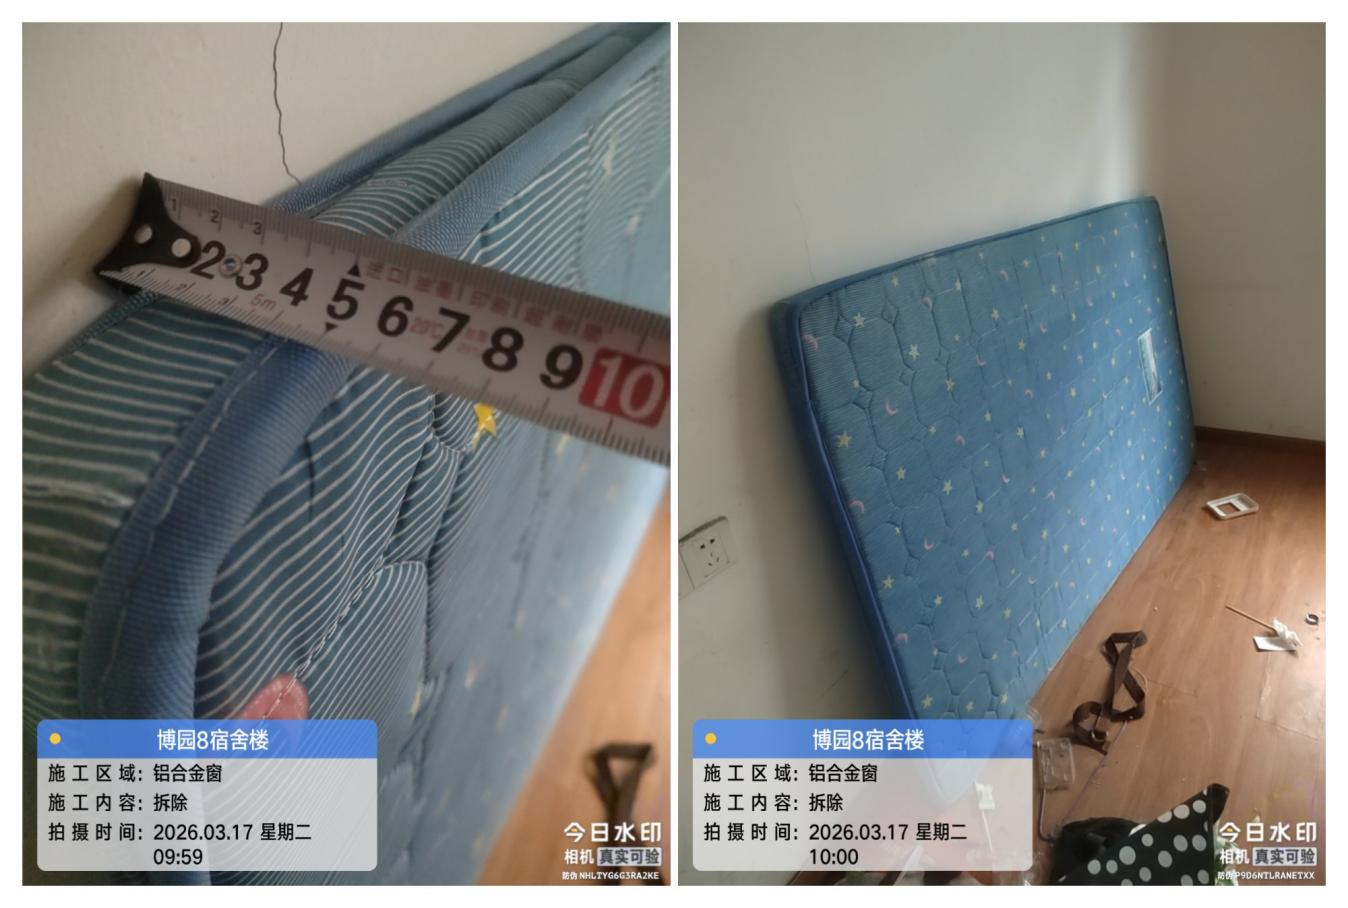 1 2 3
2 3 4 5 6 7 8 9 10
5m
20℃
博园8宿舍楼
施工区域：铝合金窗
施工内容：拆除
拍摄时间：2026.03.17 星期二
09:59
今日水印
相机 真实可验
防伪 NHLTYG6G3RA2KE
博园8宿舍楼
施工区域：铝合金窗
施工内容：拆除
拍摄时间：2026.03.17 星期二
10:00
今日水印
相机 真实可验
防伪 P9D6NTLRANETXX